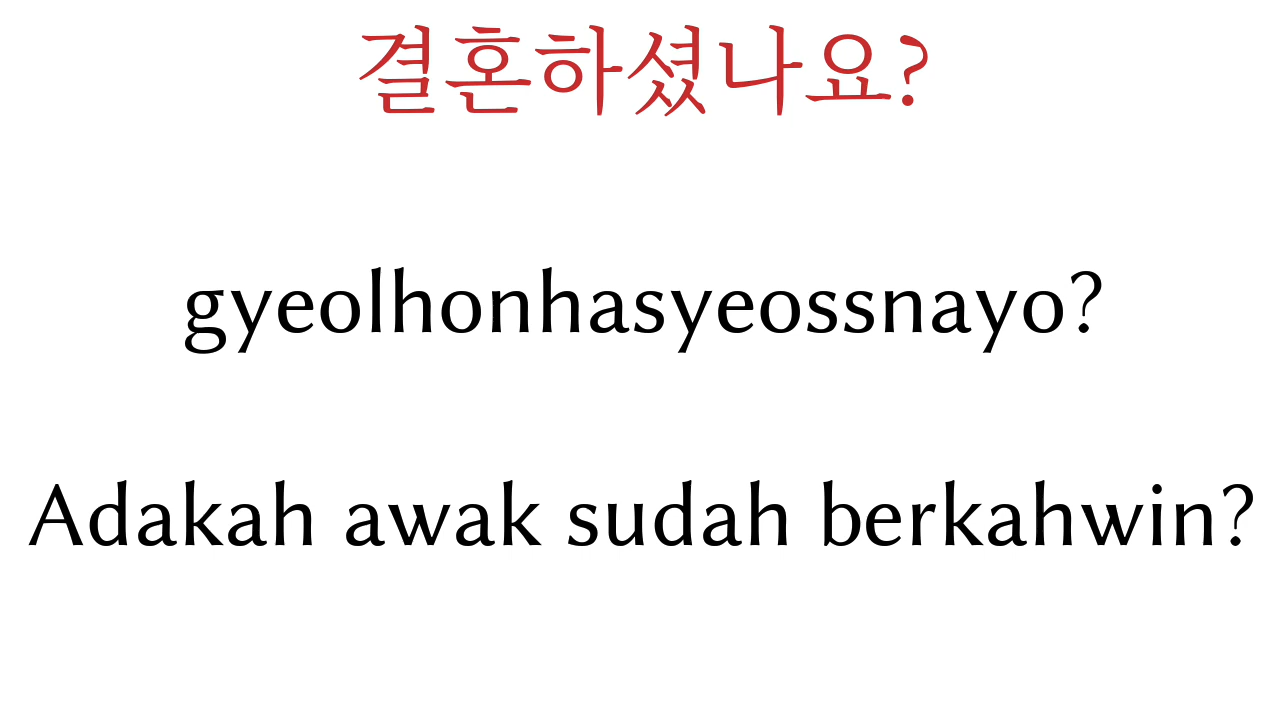 결혼하셨나요?
gyeolhonhasyeossnayo?
Adakah awak sudah berkahwin?